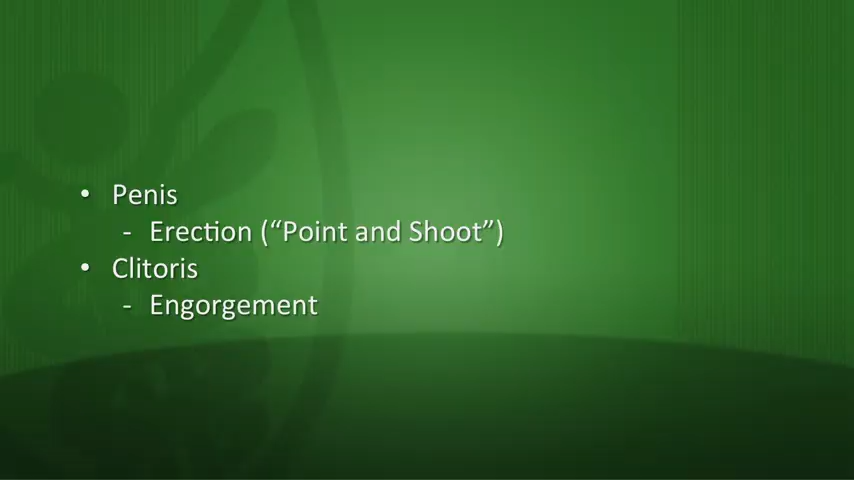 • Penis
- Erection (“Point and Shoot”)
• Clitoris
- Engorgement